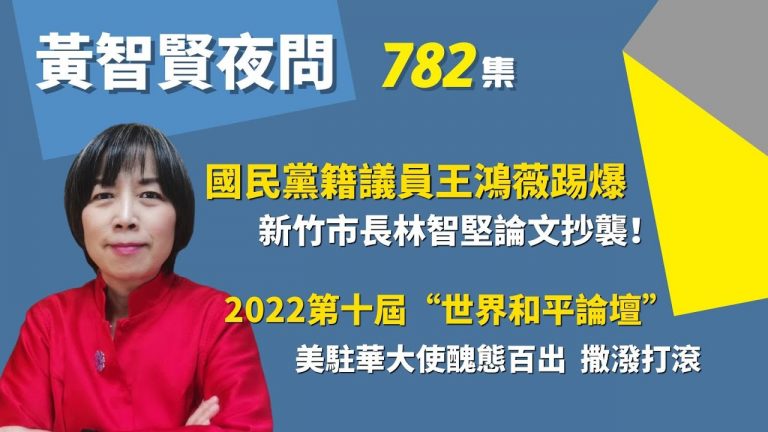 黃智賢夜問 782集
國民黨籍議員王鴻薇踢爆
新竹市長林智堅論文抄襲！
2022第十屆“世界和平論壇”
美駐華大使醜態百出 撒潑打滾